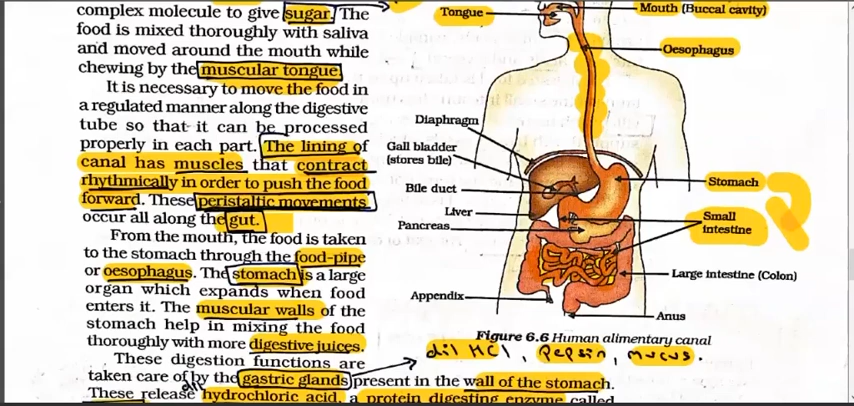 complex molecule to give sugar. The
food is mixed thoroughly with saliva
and moved around the mouth while
chewing by the muscular tongue.
It is necessary to move the food in
a regulated manner along the digestive
tube so that it can be processed
properly in each part. The lining of
canal has muscles that contract
rhythmically in order to push the food
forward. These peristaltic movements
occur all along the gut.
From the mouth, the food is taken
to the stomach through the food-pipe
or oesophagus. The stomach is a large
organ which expands when food
enters it. The muscular walls of the
stomach help in mixing the food
thoroughly with more digestive juices.
These digestion functions are
taken care of by the gastric glands present in the wall of the stomach.
dil
These release hydrochloric acid, a protein digesting enzyme called
Tongue
Mouth (Buccal cavity)
Oesophagus
Diaphragm
Gall bladder
(stores bile)
Bile duct
Liver
Pancreas
Appendix
Stomach
Small
intestine
Large intestine (Colon)
Anus
Figure 6.6 Human alimentary canal
dil HCl, Pepsin, mucus.